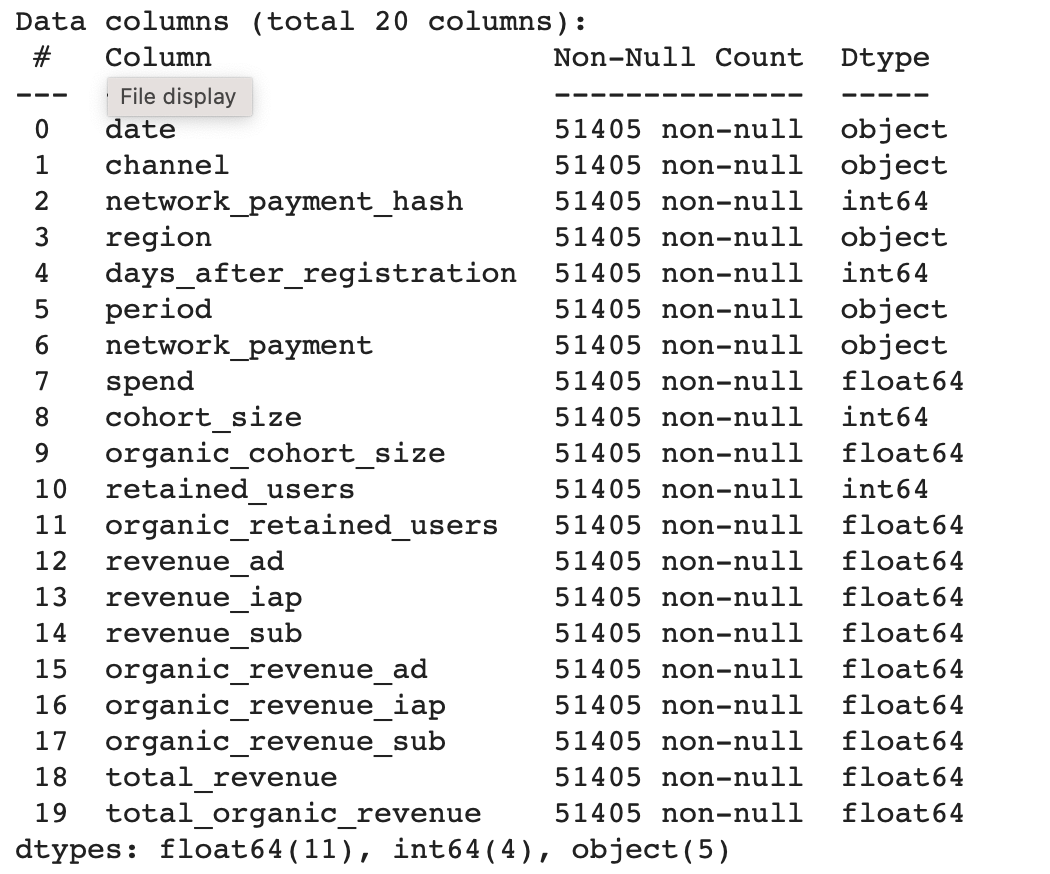 Data columns (total 20 columns):
 #   Column                   Non-Null Count  Dtype
---  File display             --------------  -----
 0   date                     51405 non-null  object
 1   channel                  51405 non-null  object
 2   network_payment_hash     51405 non-null  int64
 3   region                   51405 non-null  object
 4   days_after_registration  51405 non-null  int64
 5   period                   51405 non-null  object
 6   network_payment          51405 non-null  object
 7   spend                    51405 non-null  float64
 8   cohort_size              51405 non-null  int64
 9   organic_cohort_size      51405 non-null  float64
 10  retained_users           51405 non-null  int64
 11  organic_retained_users   51405 non-null  float64
 12  revenue_ad               51405 non-null  float64
 13  revenue_iap              51405 non-null  float64
 14  revenue_sub              51405 non-null  float64
 15  organic_revenue_ad       51405 non-null  float64
 16  organic_revenue_iap      51405 non-null  float64
 17  organic_revenue_sub      51405 non-null  float64
 18  total_revenue            51405 non-null  float64
 19  total_organic_revenue    51405 non-null  float64
dtypes: float64(11), int64(4), object(5)